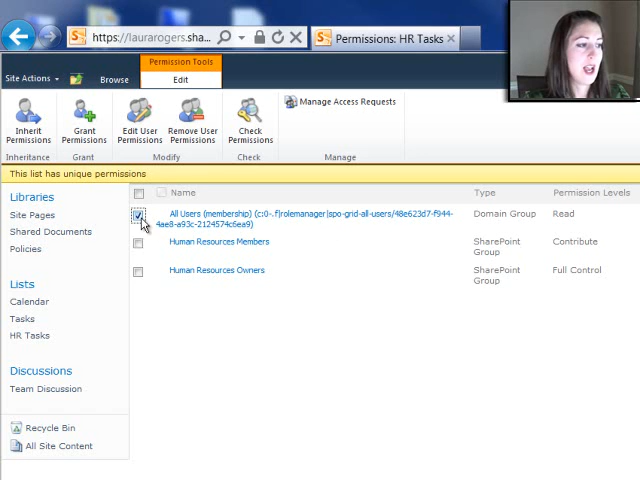 https://laurarogers.sha...
Permissions: HR Tasks
Site Actions
Browse
Permission Tools
Edit
Inherit Permissions
Grant Permissions
Edit User Permissions
Remove User Permissions
Check Permissions
Manage Access Requests
Inheritance
Grant
Modify
Check
Manage
This list has unique permissions
Libraries
Site Pages
Shared Documents
Policies
Lists
Calendar
Tasks
HR Tasks
Discussions
Team Discussion
Recycle Bin
All Site Content
Name
Type
Permission Levels
All Users (membership) (c:0-.f|rolemanager|spo-grid-all-users/48e623d7-f944-
4ae8-a93c-2124574c6ea9)
Domain Group
Read
Human Resources Members
SharePoint
Group
Contribute
Human Resources Owners
SharePoint
Group
Full Control